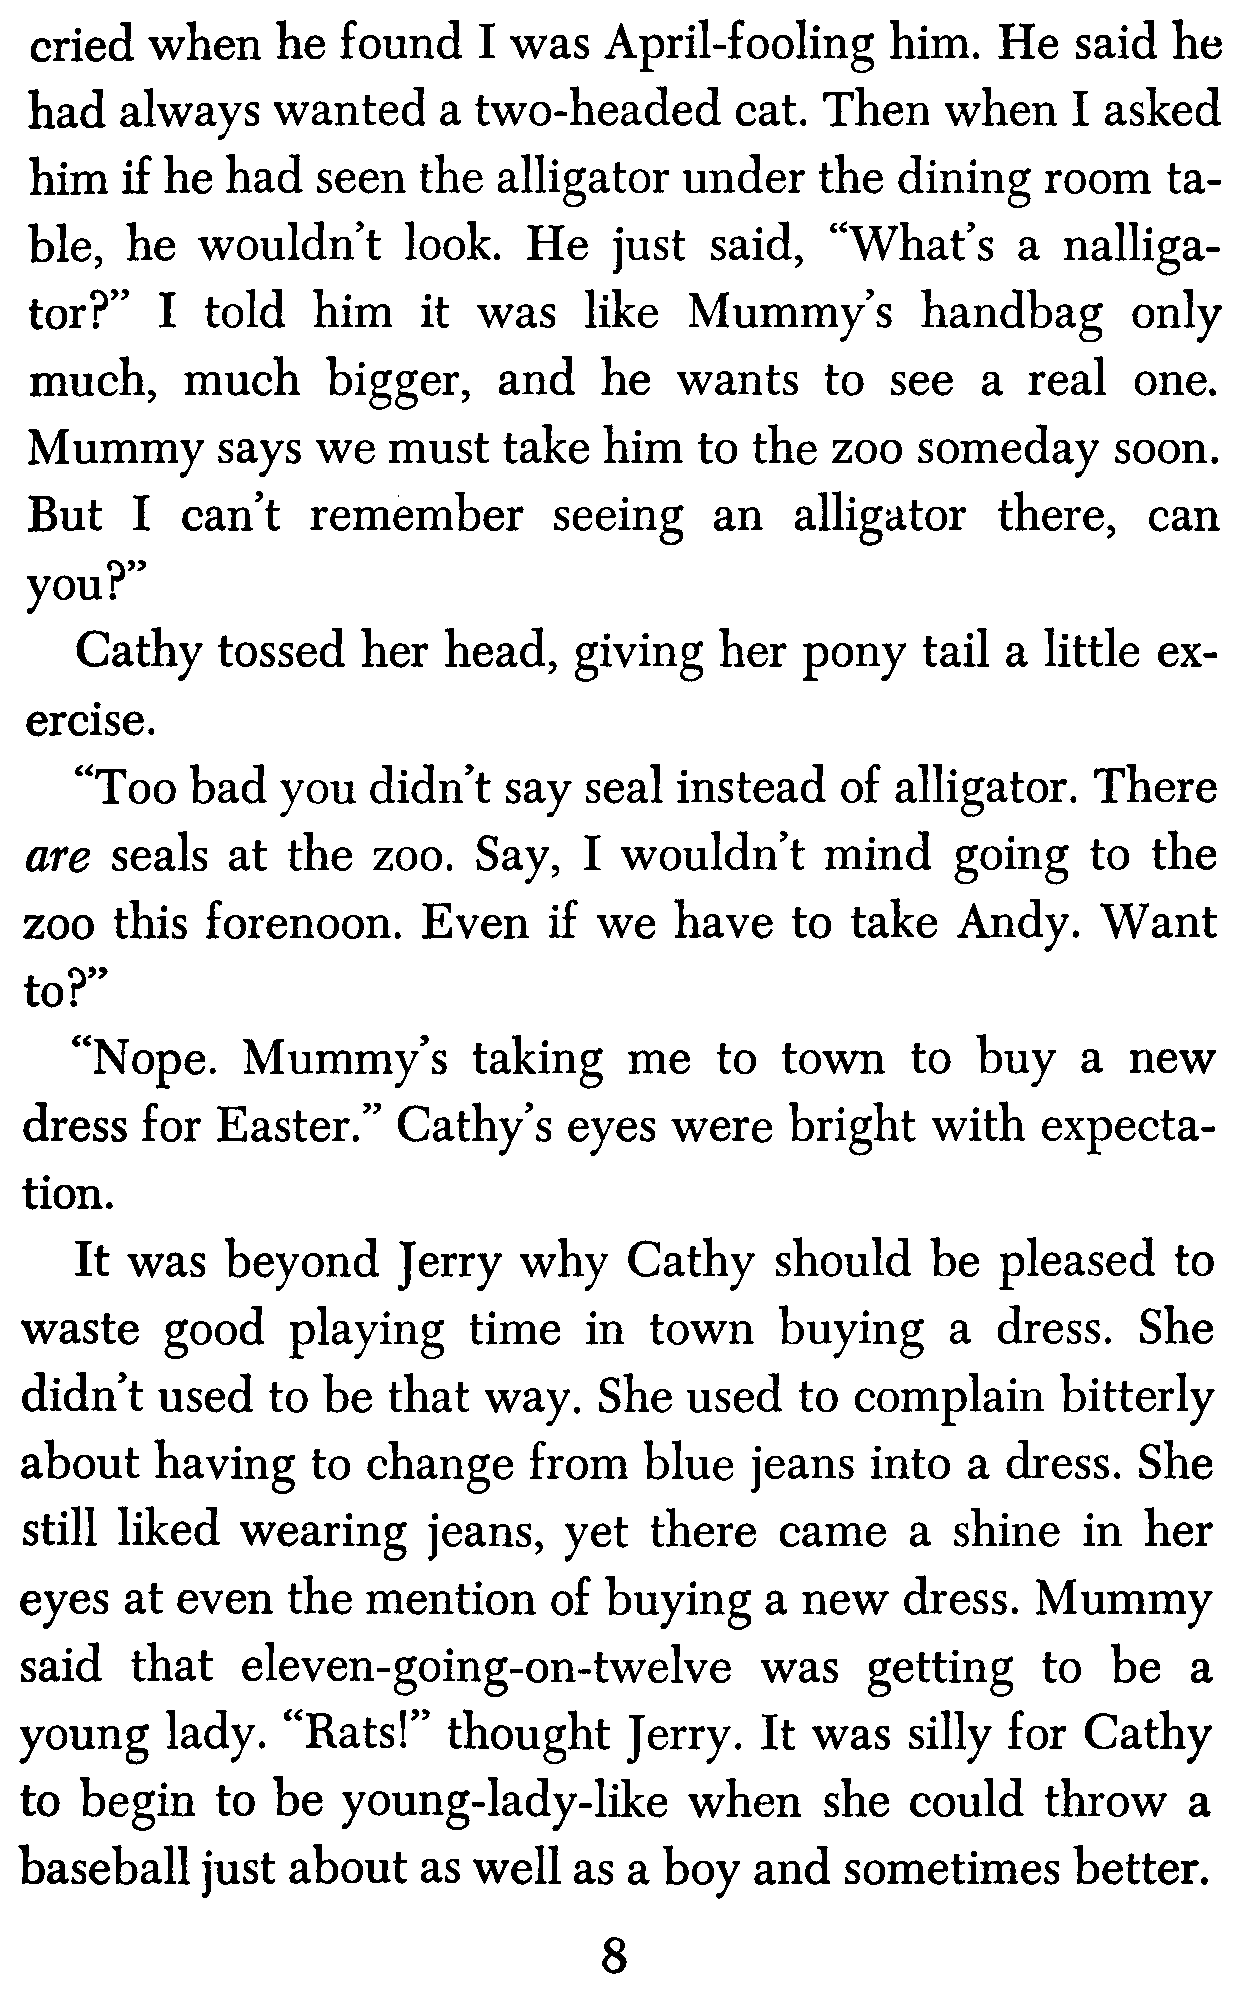 cried when he found I was April-fooling him. He said he
had always wanted a two-headed cat. Then when I asked
him if he had seen the alligator under the dining room ta-
ble, he wouldn't look. He just said, “What's a nalliga-
tor?” I told him it was like Mummy's handbag only
much, much bigger, and he wants to see a real one.
Mummy says we must take him to the zoo someday soon.
But I can't remember seeing an alligator there, can
you?”
Cathy tossed her head, giving her pony tail a little ex-
ercise.
“Too bad you didn't say seal instead of alligator. There
are seals at the zoo. Say, I wouldn't mind going to the
zoo this forenoon. Even if we have to take Andy. Want
to?”
“Nope. Mummy's taking me to town to buy a new
dress for Easter.” Cathy's eyes were bright with expecta-
tion.
It was beyond Jerry why Cathy should be pleased to
waste good playing time in town buying a dress. She
didn't used to be that way. She used to complain bitterly
about having to change from blue jeans into a dress. She
still liked wearing jeans, yet there came a shine in her
eyes at even the mention of buying a new dress. Mummy
said that eleven-going-on-twelve was getting to be a
young lady. “Rats!” thought Jerry. It was silly for Cathy
to begin to be young-lady-like when she could throw a
baseball just about as well as a boy and sometimes better.
8